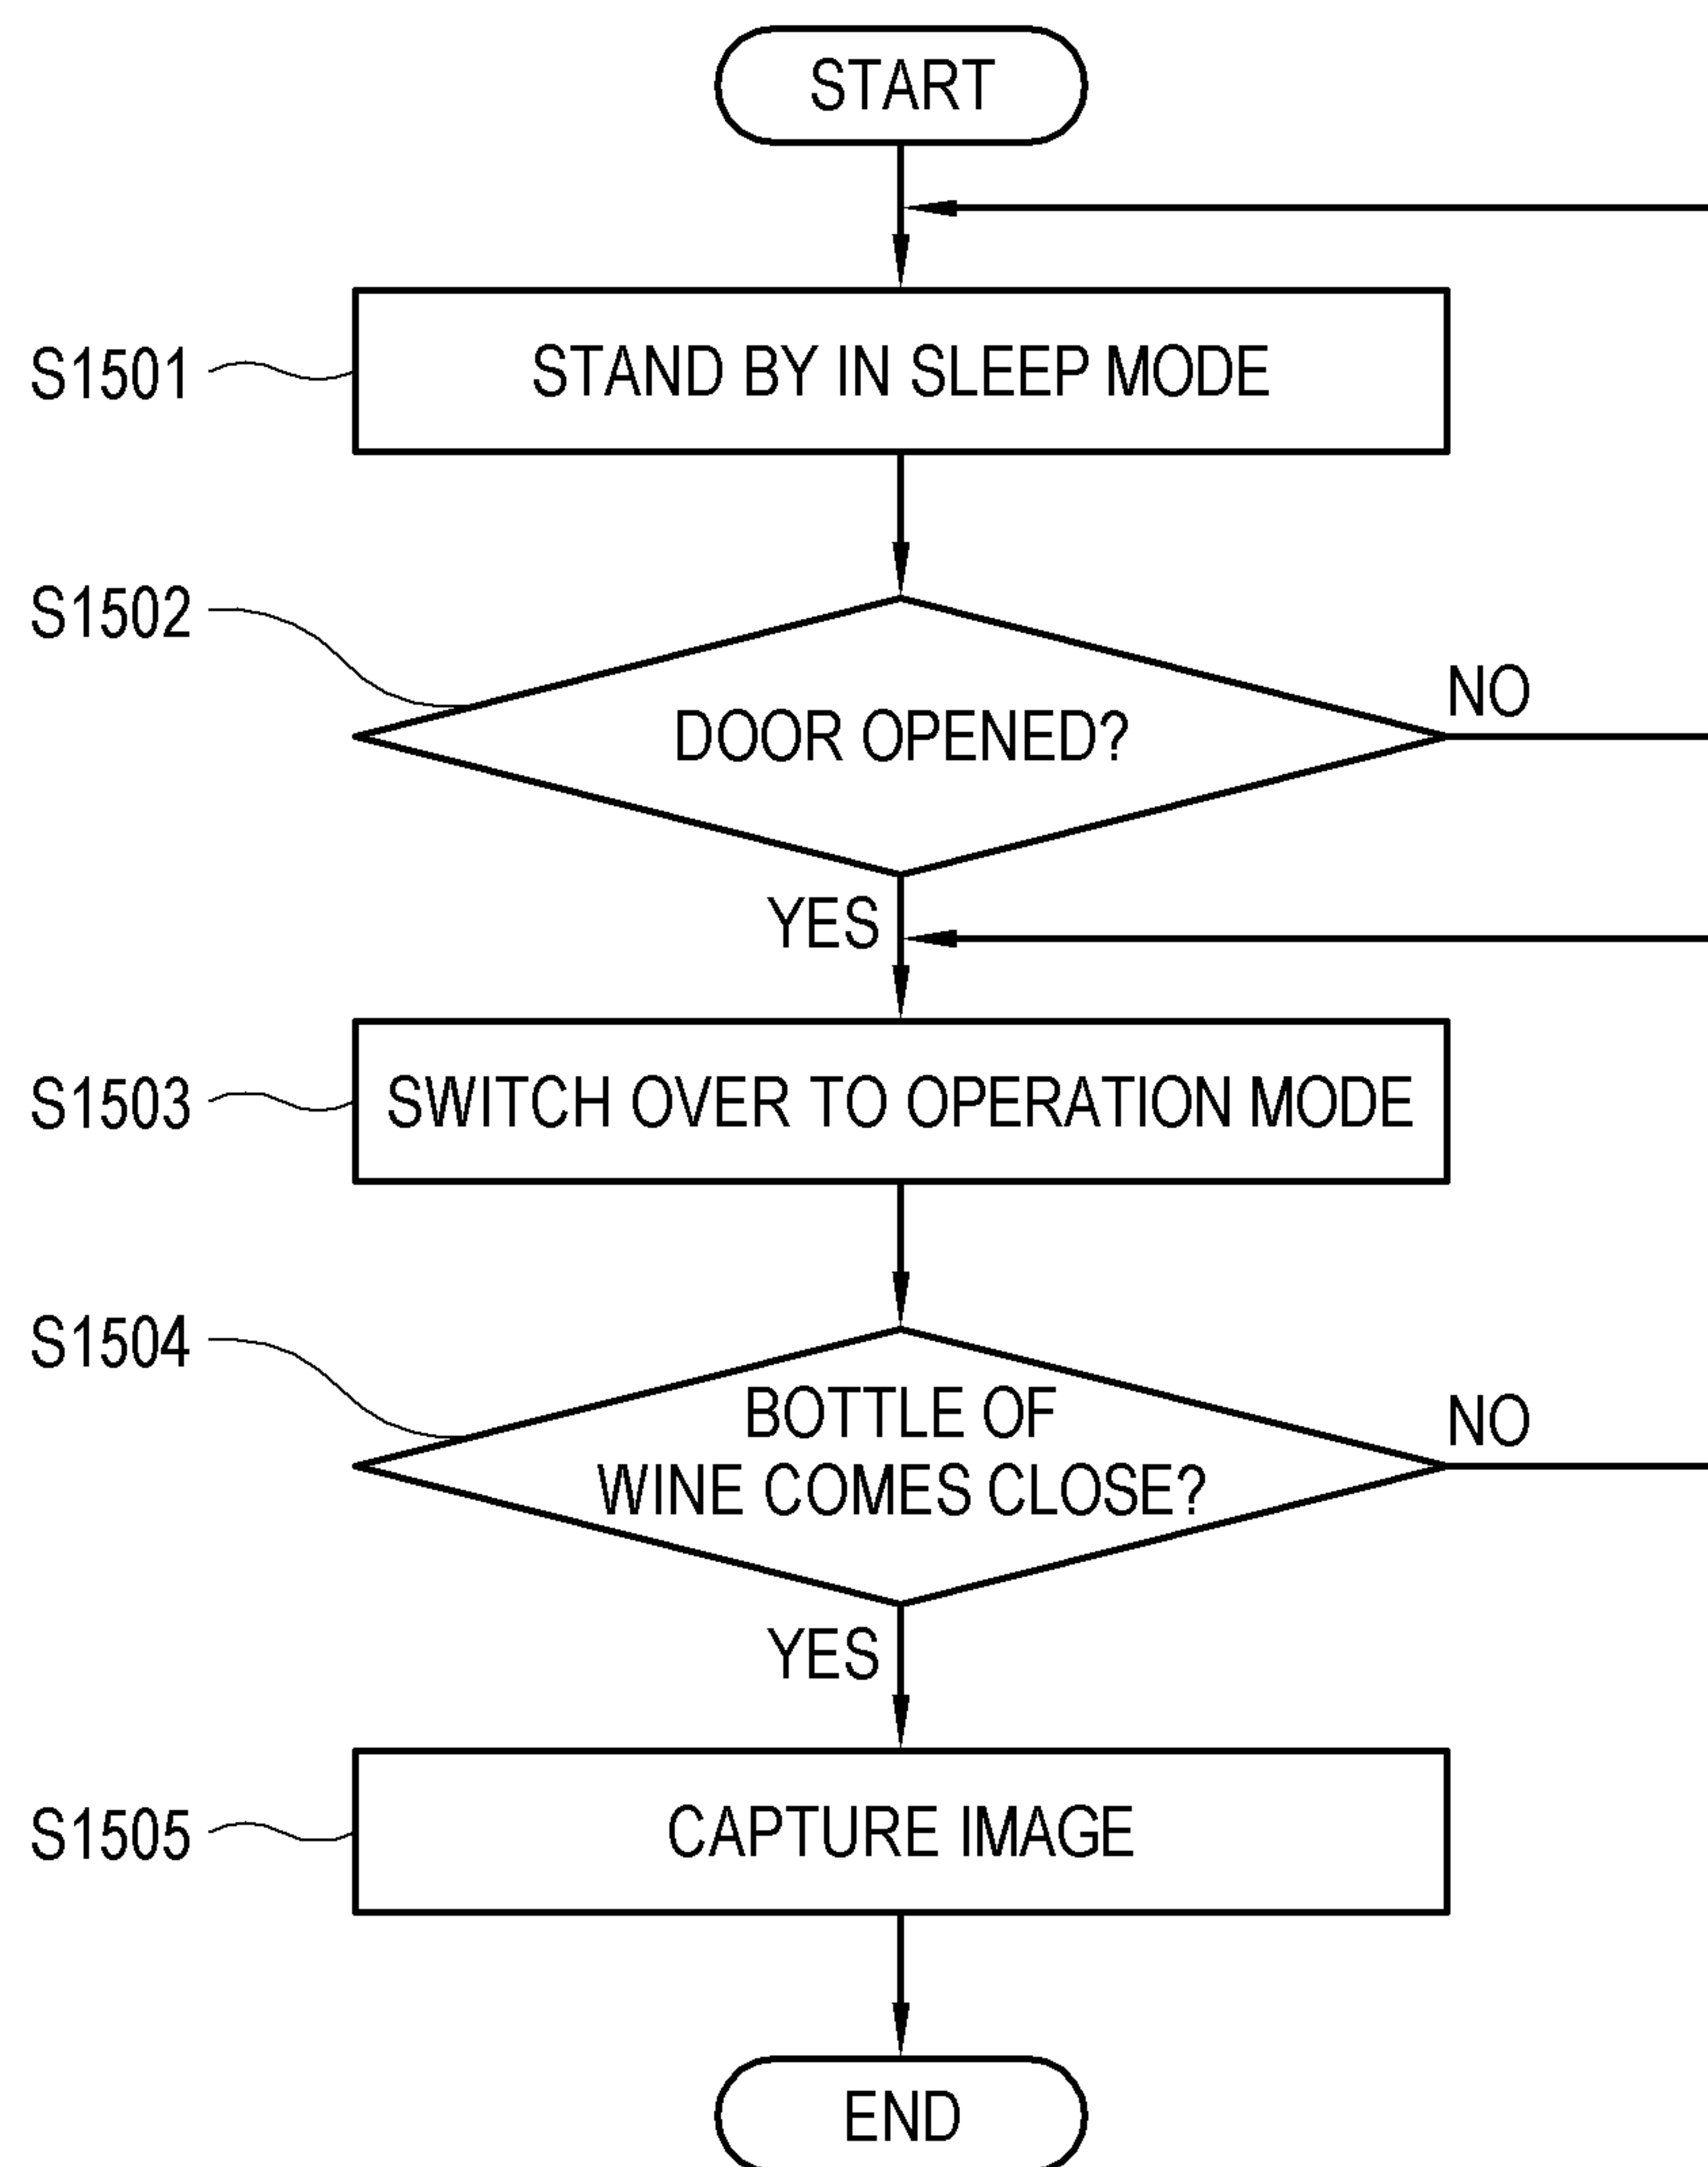 START
S1501
STAND BY IN SLEEP MODE
S1502
DOOR OPENED?
NO
YES
S1503
SWITCH OVER TO OPERATION MODE
S1504
BOTTLE OF
WINE COMES CLOSE?
NO
YES
S1505
CAPTURE IMAGE
END